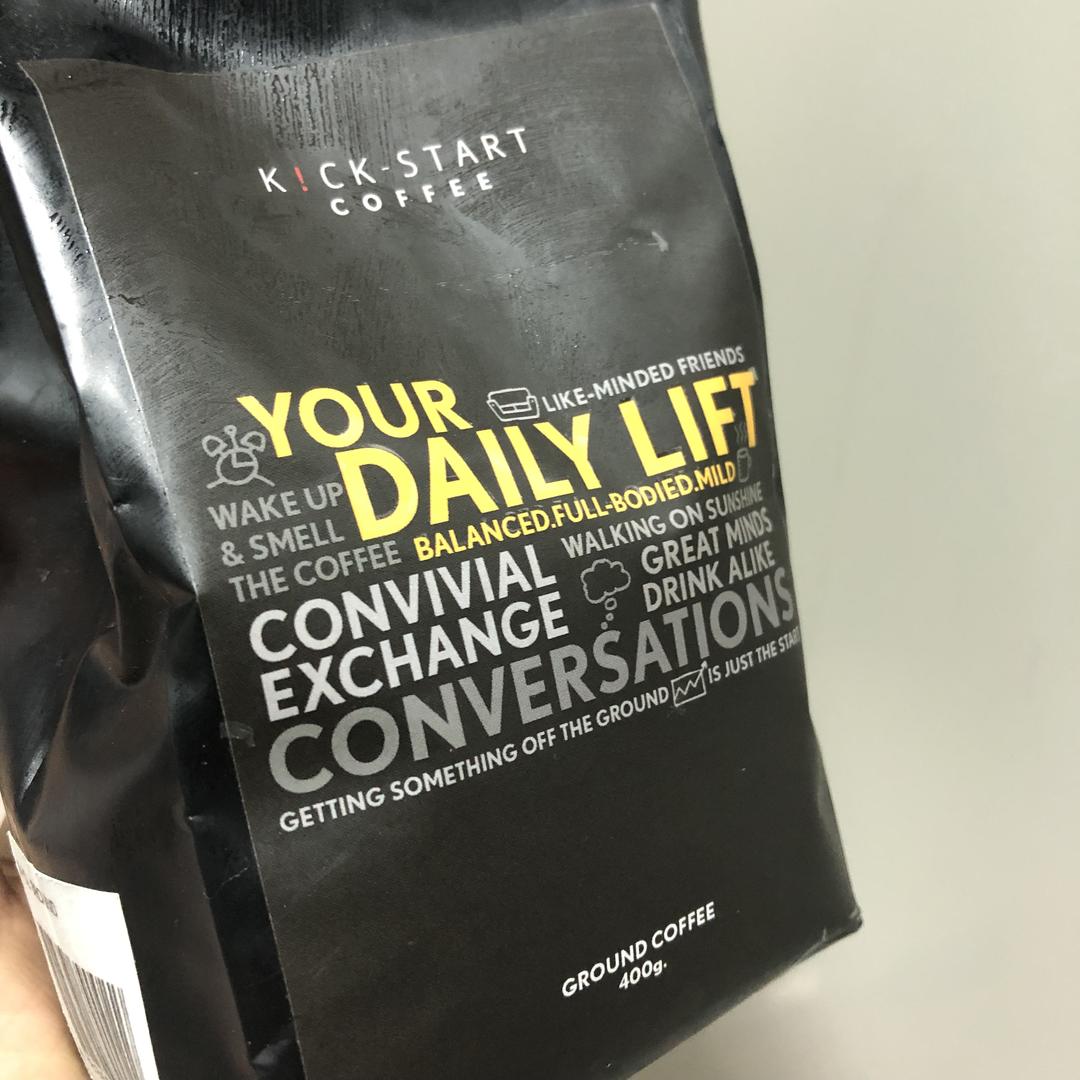 K!CK-START
COFFEE
YOUR
LIKE-MINDED FRIENDS
DAILY LIFT
BALANCED.FULL-BODIED.MILD
WAKE UP
& SMELL
THE COFFEE
WALKING ON SUNSHINE
CONVIVIAL
EXCHANGE
GREAT MINDS
DRINK ALIKE
CONVERSATIONS
GETTING SOMETHING OFF THE GROUND IS JUST THE START
GROUND COFFEE
400g.